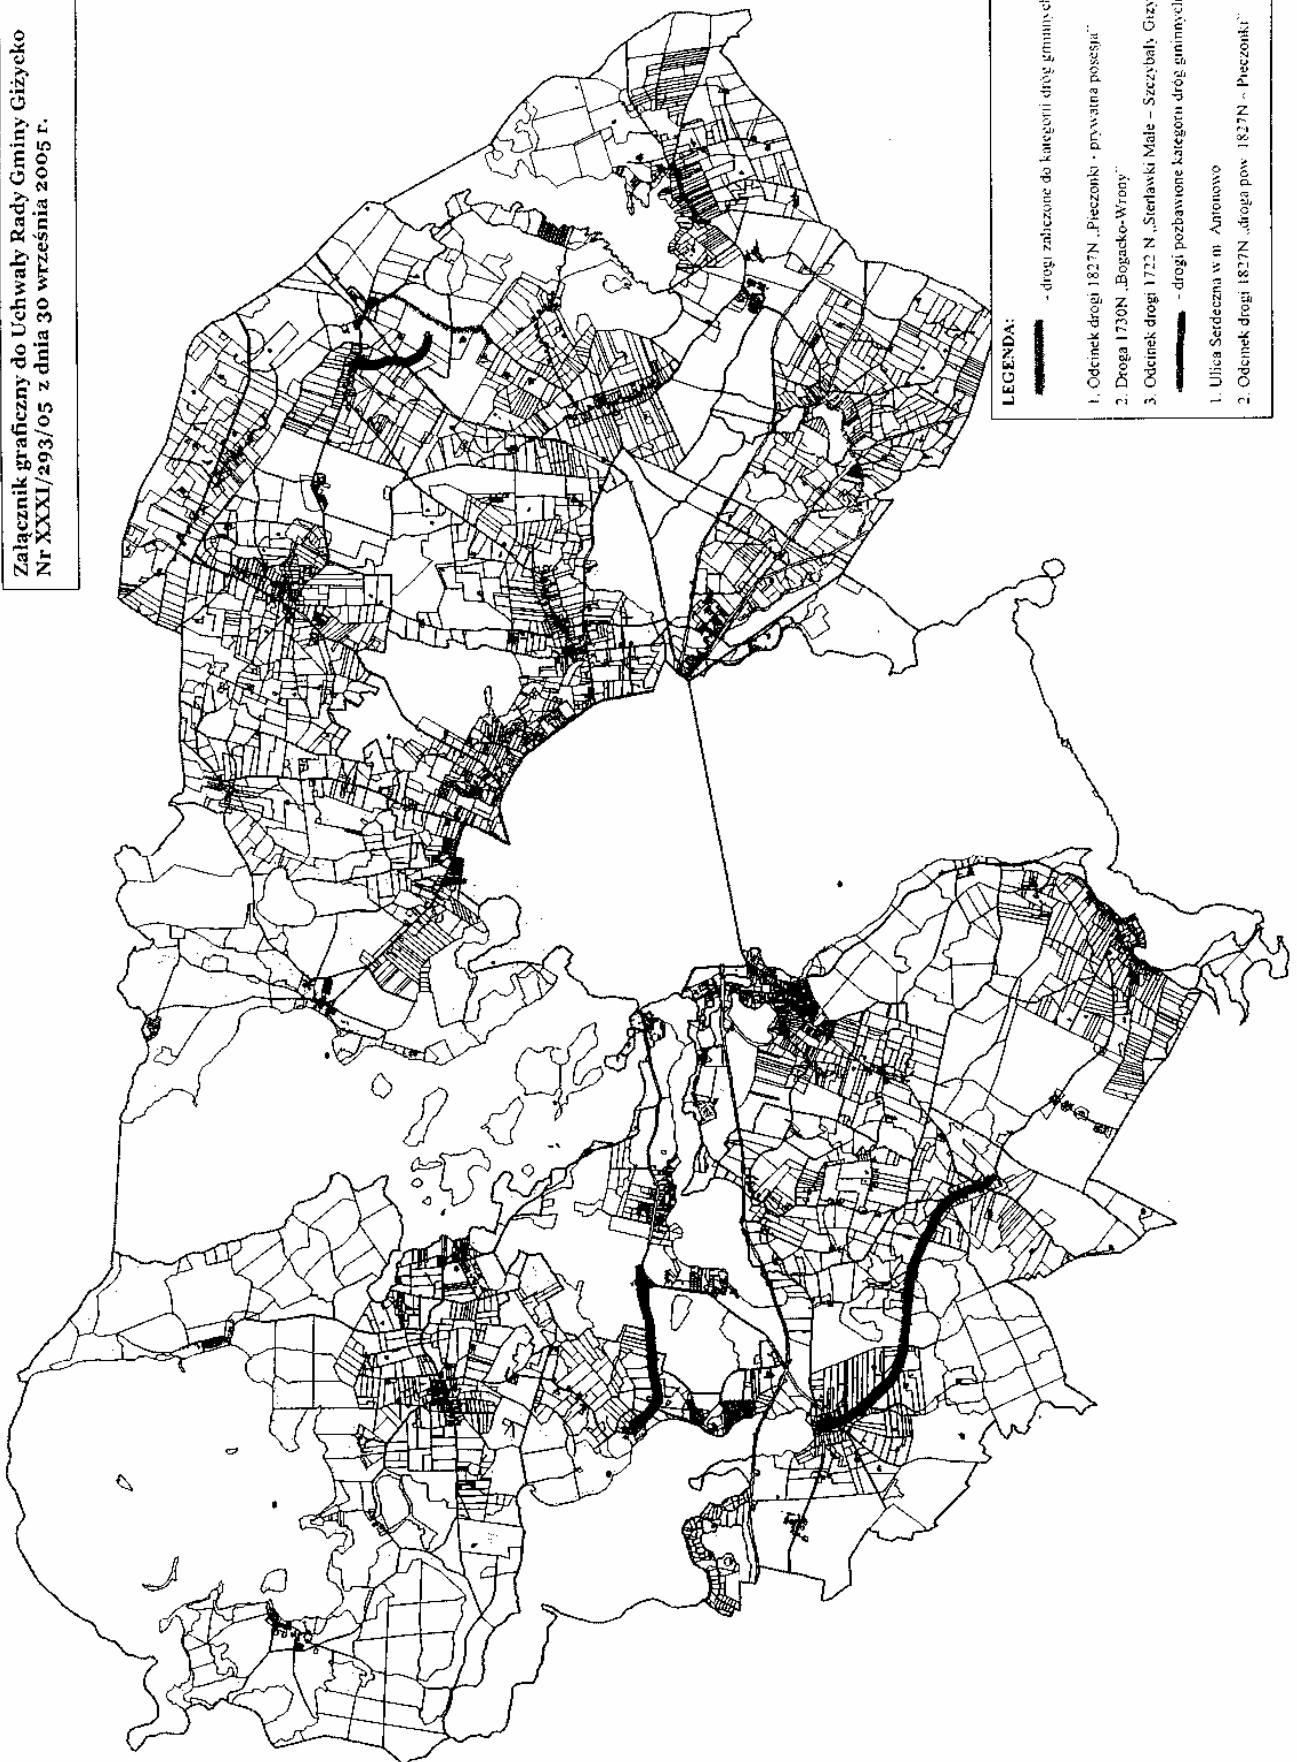 Załącznik graficzny do Uchwały Rady Gminy Giżycko
Nr XXXI/293/05 z dnia 30 września 2005 r.
LEGENDA:
- drogi zaliczone do kategorii dróg gminnych
1. Odcinek drogi 1827N „Pieczonki - prywatna posesja"
2. Droga 1730N „Bogacko-Wrony"
3. Odcinek drogi 1722 N „Sterławki Małe – Szczybały Giży
- drogi pozbawione kategorii dróg gminnych
1. Ulica Serdeczna w m. Antonowo
2. Odcinek drogi 1827N „droga pow. 1827N - Pieczonki"